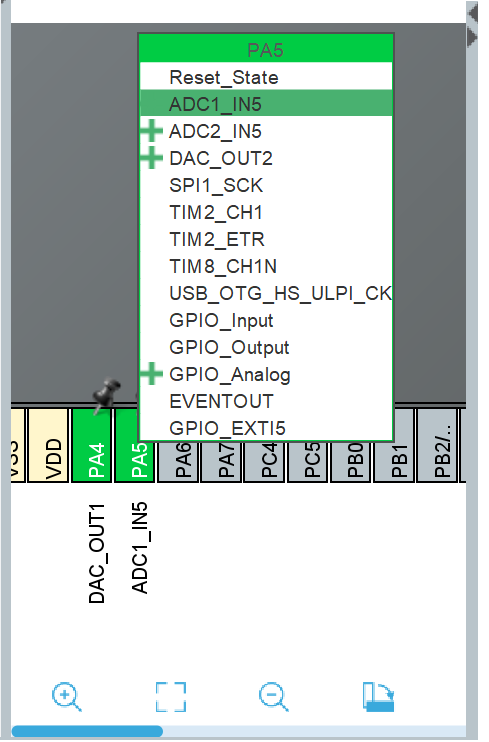 PA5
Reset_State
ADC1_IN5
ADC2_IN5
DAC_OUT2
SPI1_SCK
TIM2_CH1
TIM2_ETR
TIM8_CH1N
USB_OTG_HS_ULPI_CK
GPIO_Input
GPIO_Output
GPIO_Analog
EVENTOUT
GPIO_EXTI5
VDD
PA4
PA5
PA6
PA7
PC4
PC5
PB0
PB1
PB2/..
DAC_OUT1
ADC1_IN5